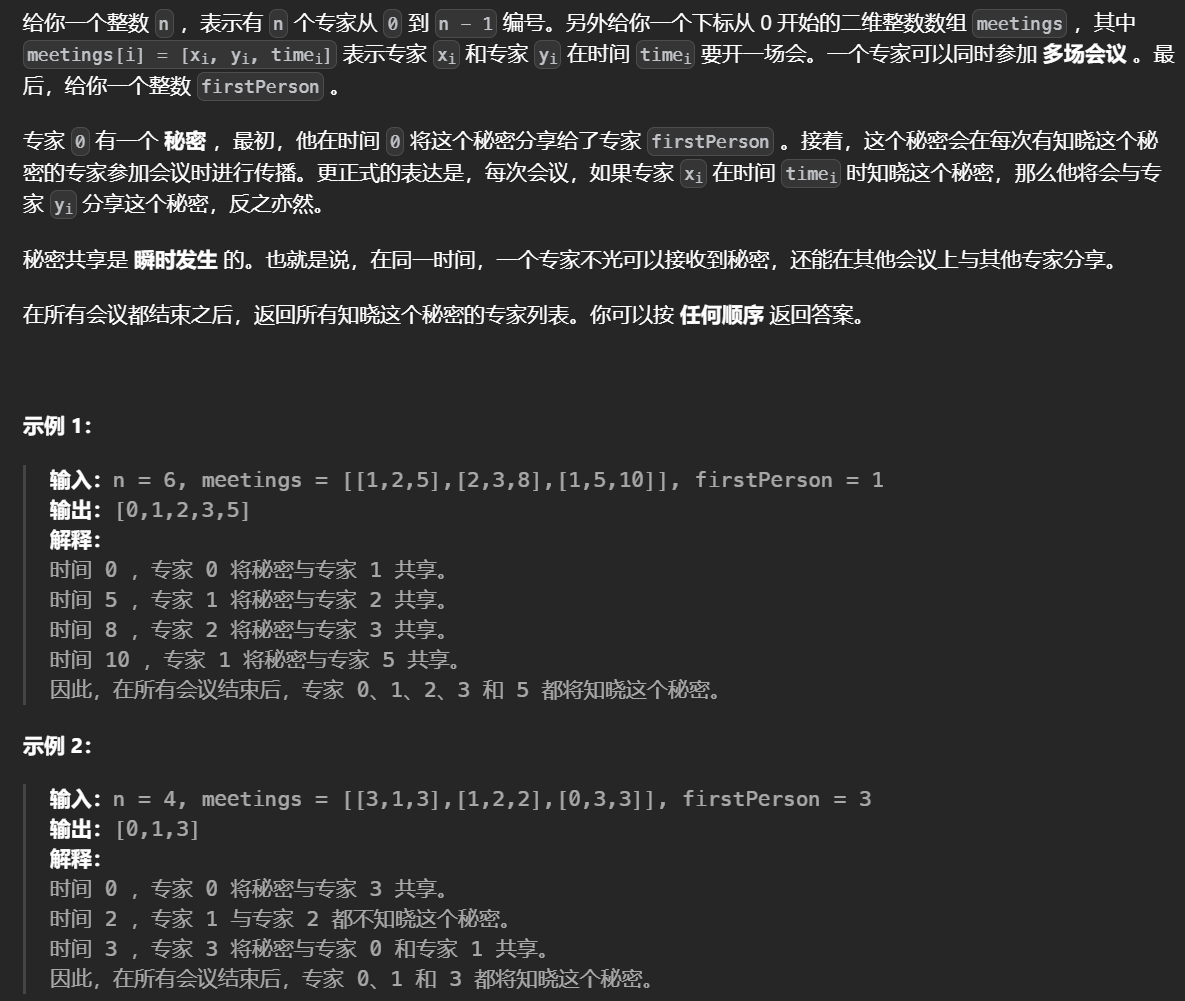 给你一个整数 n ，表示有 n 个专家从 0 到 n - 1 编号。另外给你一个下标从 0 开始的二维整数数组 meetings ，其中
meetings[i] = [xi, yi, timei] 表示专家 xi 和专家 yi 在时间 timei 要开一场会。一个专家可以同时参加 多场会议 。最
后，给你一个整数 firstPerson 。
专家 0 有一个 秘密 ，最初，他在时间 0 将这个秘密分享给了专家 firstPerson 。接着，这个秘密会在每次有知晓这个秘
密的专家参加会议时进行传播。更正式的表达是，每次会议，如果专家 xi 在时间 timei 时知晓这个秘密，那么他将会与专
家 yi 分享这个秘密，反之亦然。
秘密共享是 瞬时发生 的。也就是说，在同一时间，一个专家不光可以接收到秘密，还能在其他会议上与其他专家分享。
在所有会议都结束之后，返回所有知晓这个秘密的专家列表。你可以按 任何顺序 返回答案。
示例 1：
输入：n = 6, meetings = [[1,2,5],[2,3,8],[1,5,10]], firstPerson = 1
输出：[0,1,2,3,5]
解释：
时间 0 ，专家 0 将秘密与专家 1 共享。
时间 5 ，专家 1 将秘密与专家 2 共享。
时间 8 ，专家 2 将秘密与专家 3 共享。
时间 10 ，专家 1 将秘密与专家 5 共享。
因此，在所有会议结束后，专家 0、1、2、3 和 5 都将知晓这个秘密。
示例 2：
输入：n = 4, meetings = [[3,1,3],[1,2,2],[0,3,3]], firstPerson = 3
输出：[0,1,3]
解释：
时间 0 ，专家 0 将秘密与专家 3 共享。
时间 2 ，专家 1 与专家 2 都不知晓这个秘密。
时间 3 ，专家 3 将秘密与专家 0 和专家 1 共享。
因此，在所有会议结束后，专家 0、1 和 3 都将知晓这个秘密。